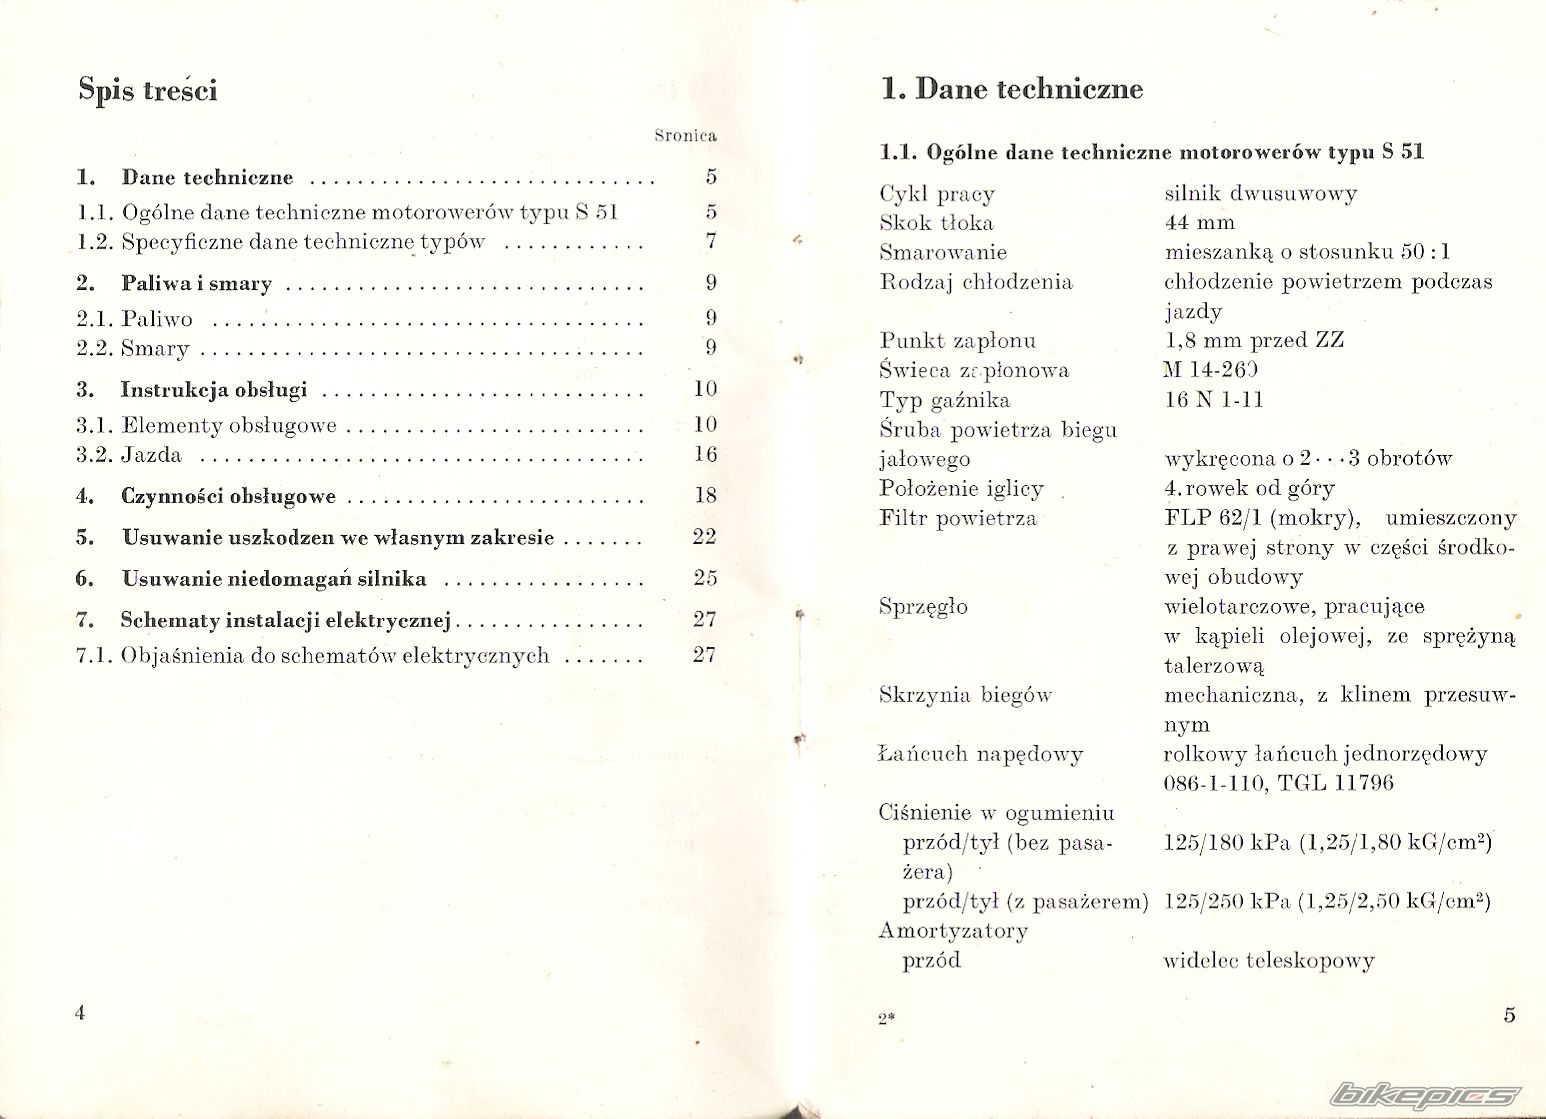 Spis treści
Sronica
1. Dane techniczne ............................. 5
1.1. Ogólne dane techniczne motorowerów typu S 51 5
1.2. Specyficzne dane techniczne typów ............ 7
2. Paliwa i smary .............................. 9
2.1. Paliwo .................................... 9
2.2. Smary ..................................... 9
3. Instrukcja obsługi ........................... 10
3.1. Elementy obsługowe ......................... 10
3.2. Jazda ..................................... 16
4. Czynności obsługowe ......................... 18
5. Usuwanie uszkodzen we własnym zakresie ....... 22
6. Usuwanie niedomagań silnika ................. 25
7. Schematy instalacji elektrycznej ................ 27
7.1. Objaśnienia do schematów elektrycznych ....... 27
4
1. Dane techniczne
1.1. Ogólne dane techniczne motorowerów typu S 51
Cykl pracy silnik dwusuwowy
Skok tłoka 44 mm
Smarowanie mieszanką o stosunku 50 : 1
Rodzaj chłodzenia chłodzenie powietrzem podczas
jazdy
Punkt zapłonu 1,8 mm przed ZZ
Świeca zapłonowa M 14-260
Typ gaźnika 16 N 1-11
Śruba powietrza biegu
jałowego wykręcona o 2···3 obrotów
Położenie iglicy 4. rowek od góry
Filtr powietrza FLP 62/1 (mokry), umieszczony
z prawej strony w części środko-
wej obudowy
Sprzęgło wielotarczowe, pracujące
w kąpieli olejowej, ze sprężyną
talerzową
Skrzynia biegów mechaniczna, z klinem przesuw-
nym
Łańcuch napędowy rolkowy łańcuch jednorzędowy
086-1-110, TGL 11796
Ciśnienie w ogumieniu
przód/tył (bez pasa- 125/180 kPa (1,25/1,80 kG/cm²)
żera)
przód/tył (z pasażerem) 125/250 kPa (1,25/2,50 kG/cm²)
Amortyzatory
przód widelec teleskopowy
2* 5
bikepics